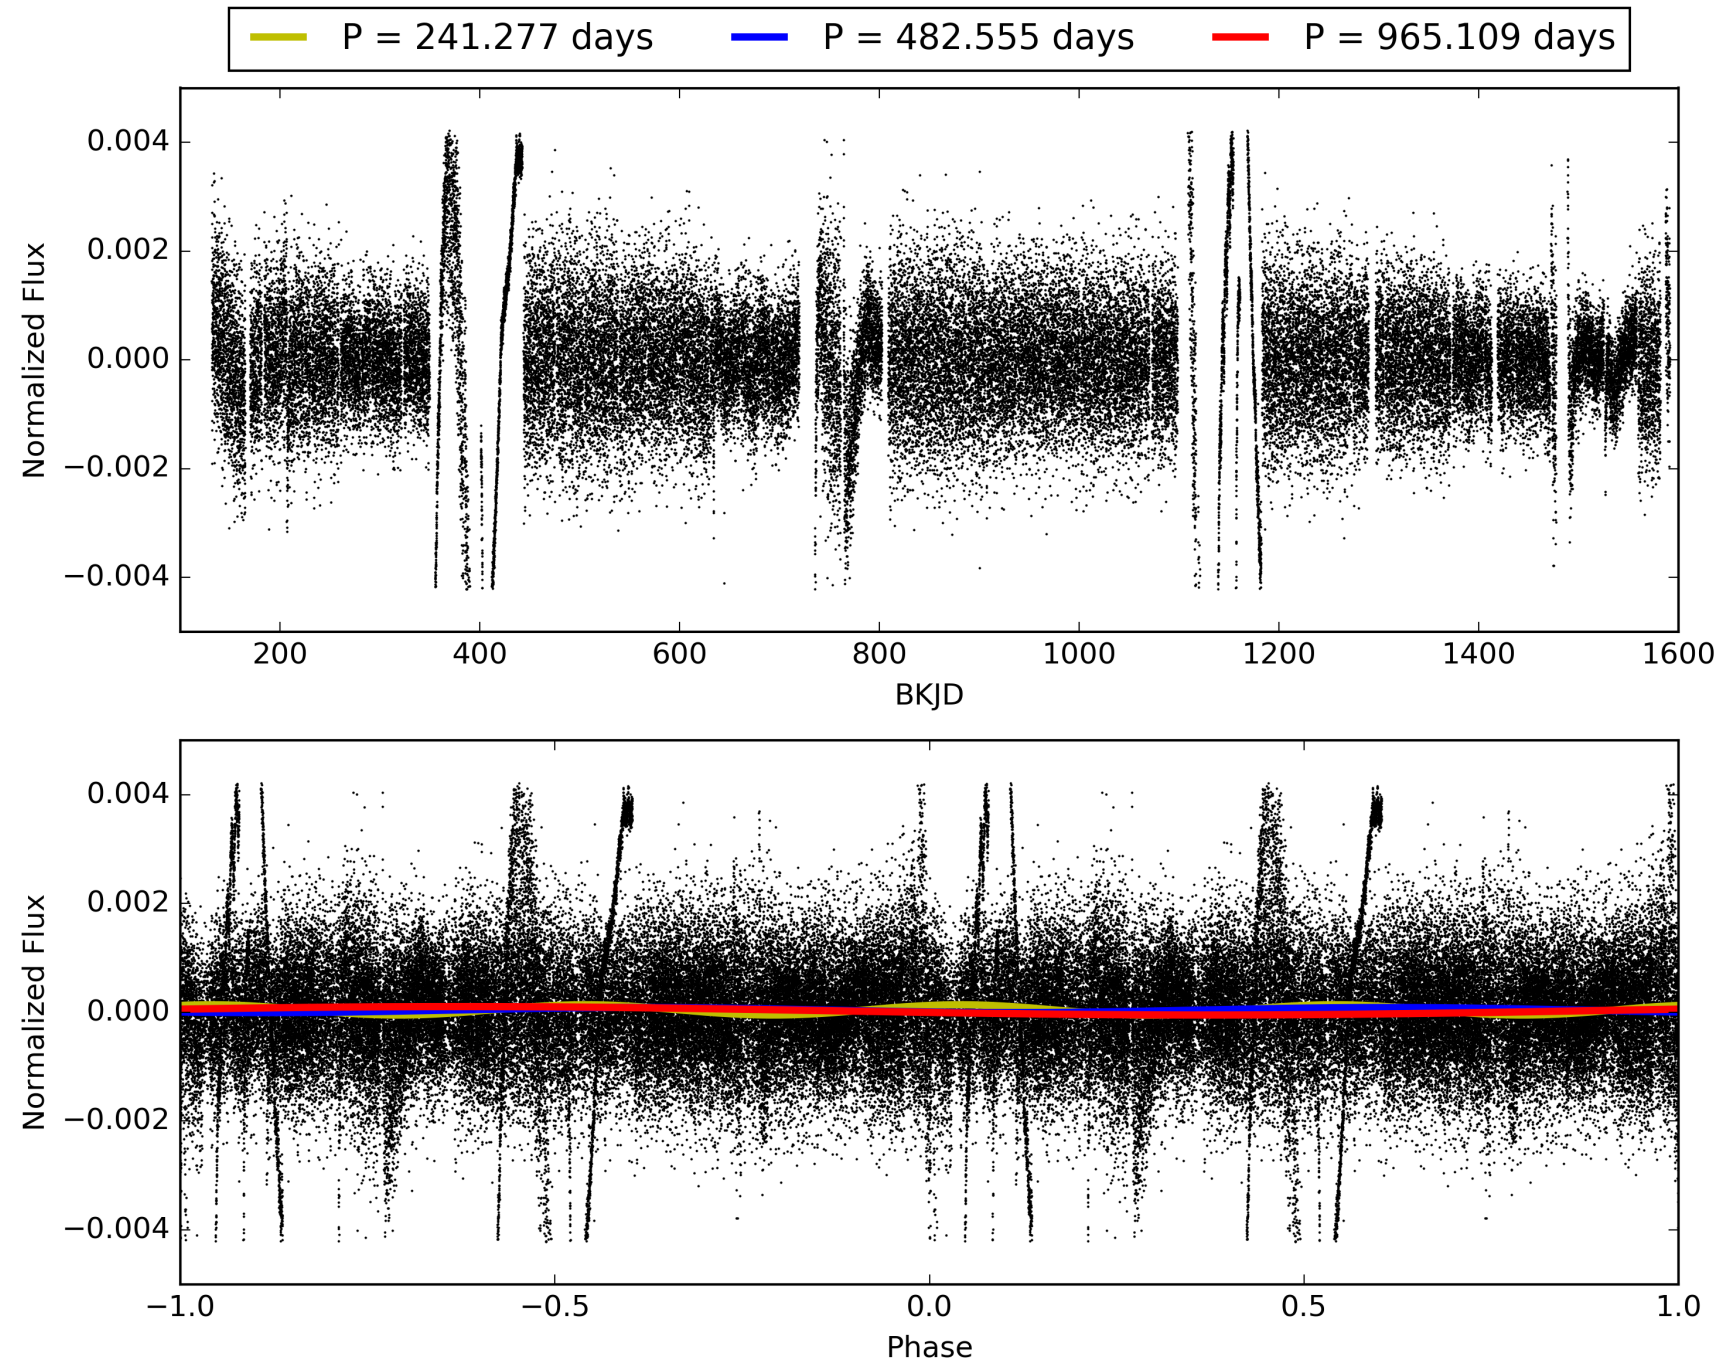 P = 241.277 days P = 482.555 days P = 965.109 days
0.004
0.002
0.000
−0.002
−0.004
Normalized Flux
200 400 600 800 1000 1200 1400 1600
BKJD
0.004
0.002
0.000
−0.002
−0.004
Normalized Flux
−1.0 −0.5 0.0 0.5 1.0
Phase